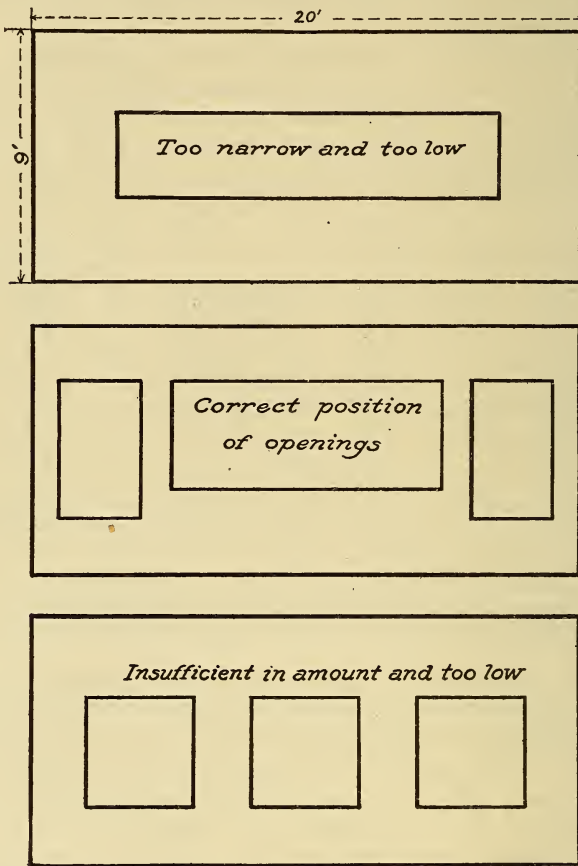 20'
9'
Too narrow and too low
Correct position
of openings
Insufficient in amount and too low